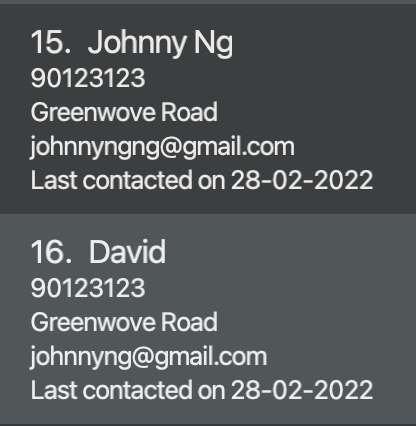 15. Johnny Ng
90123123
Greenwove Road
johnnyngng@gmail.com
Last contacted on 28-02-2022
16. David
90123123
Greenwove Road
johnnyng@gmail.com
Last contacted on 28-02-2022